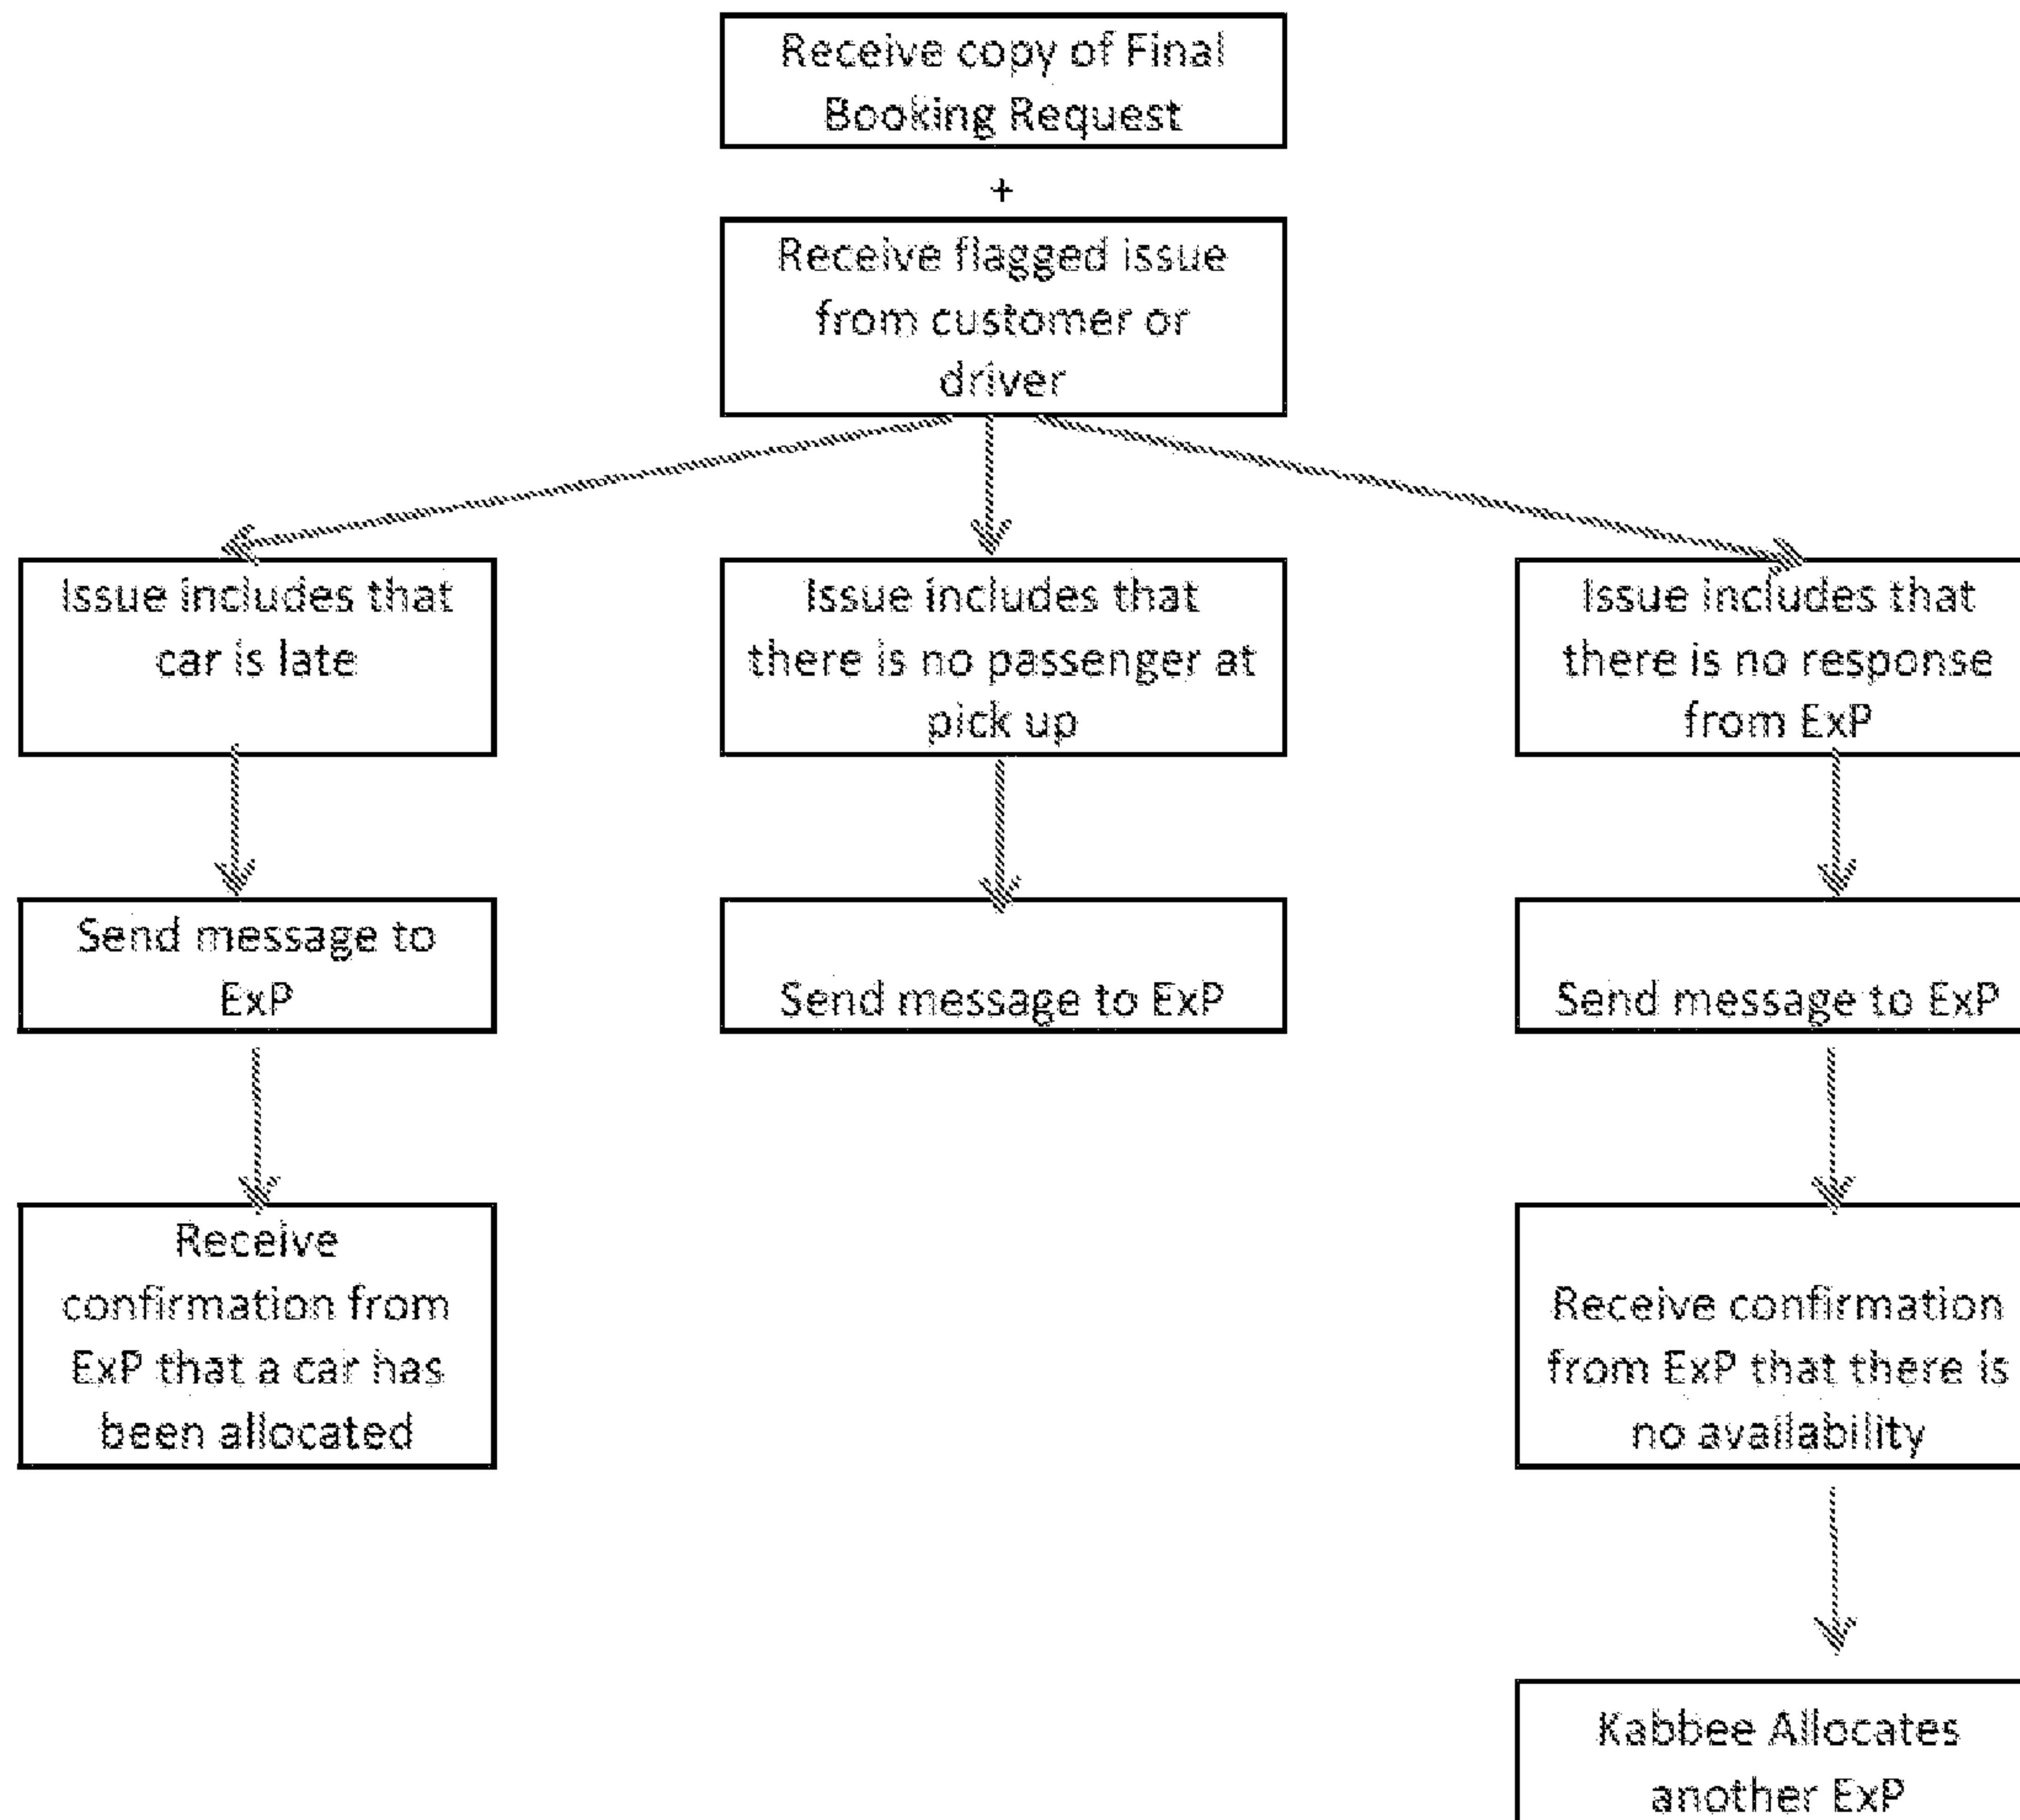 Receive copy of Final
Booking Request
+
Receive flagged issue
from customer or
driver
Issue includes that
car is late
Issue includes that
there is no passenger at
pick up
Issue includes that
there is no response
from ExP
Send message to
ExP
Send message to ExP
Send message to ExP
Receive
confirmation from
ExP that a car has
been allocated
Receive confirmation
from ExP that there is
no availability
Kabbee Allocates
another ExP